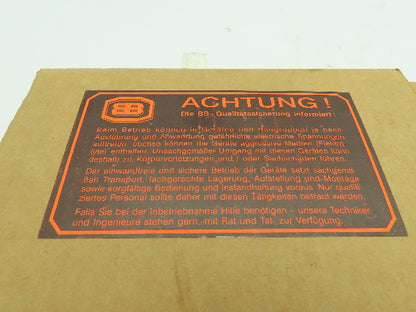 BB
BB
ACHTUNG!
Die BB-Qualitätssicherung informiert:
Beim Betrieb können in Geräten und Baugruppen je nach
Ausführung und Anwendung gefährliche elektrische Spannungen
auftreten, ebenso können die Geräte aggressive Medien (Elektro
lyte) enthalten. Unsachgemäßer Umgang mit diesen Geräten kann
deshalb zu Körperverletzungen und / oder Sachschäden führen.
Der einwandfreie und sichere Betrieb der Geräte setzt sachgemä
ßen Transport, fachgerechte Lagerung, Aufstellung und Montage
sowie sorgfältige Bedienung und Instandhaltung voraus. Nur quali
ziertes Personal sollte daher mit diesen Tätigkeiten betraut werden.
Falls Sie bei der Inbetriebnahme Hilfe benötigen - unsere Techniker
und Ingenieure stehen gern mit Rat und Tat zur Verfügung.